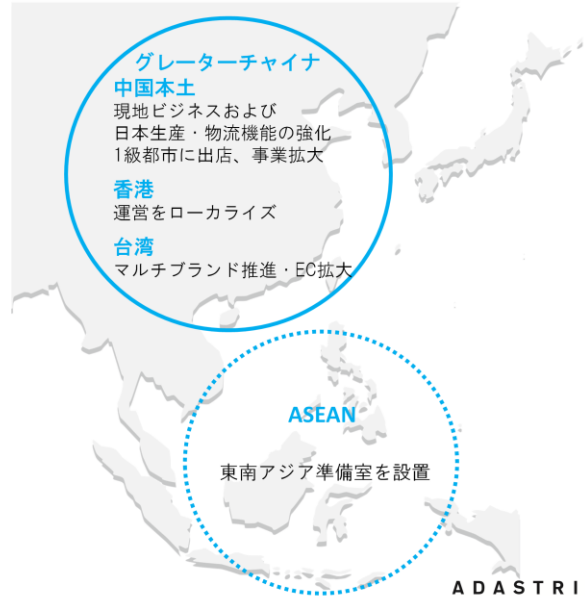 グレーターチャイナ
中国本土
現地ビジネスおよび
日本生産・物流機能の強化
1級都市に出店、事業拡大
香港
運営をローカライズ
台湾
マルチブランド推進・EC拡大
ASEAN
東南アジア準備室を設置
ADASTRI